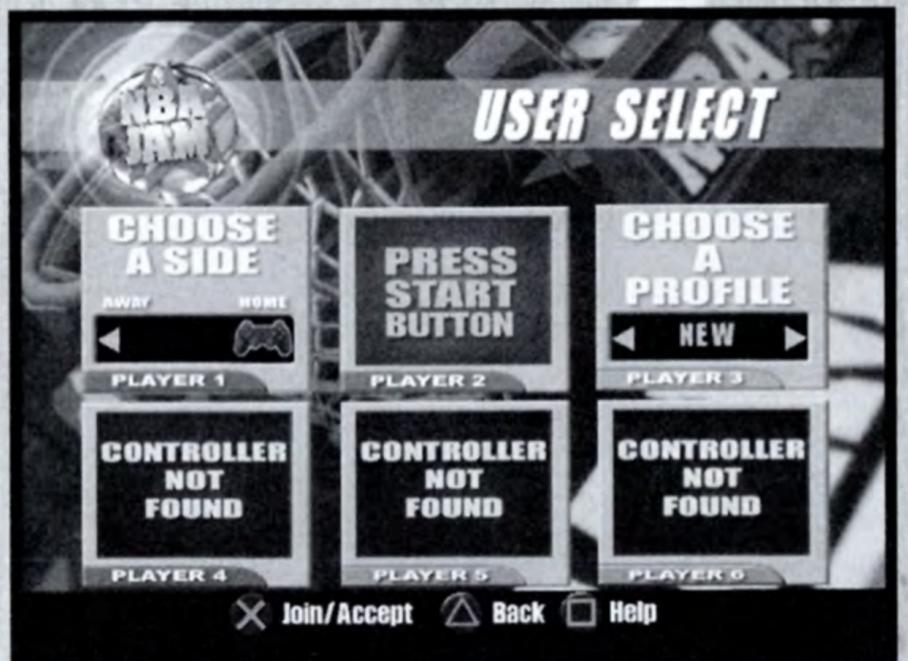 NBA
JAM
USER SELECT
NBA
CHOOSE
A SIDE
AWAY HOME
PLAYER 1
PRESS
START
BUTTON
PLAYER 2
CHOOSE
A
PROFILE
NEW
PLAYER 3
CONTROLLER
NOT
FOUND
PLAYER 4
CONTROLLER
NOT
FOUND
PLAYER 5
CONTROLLER
NOT
FOUND
PLAYER 6
Join/Accept Back Help